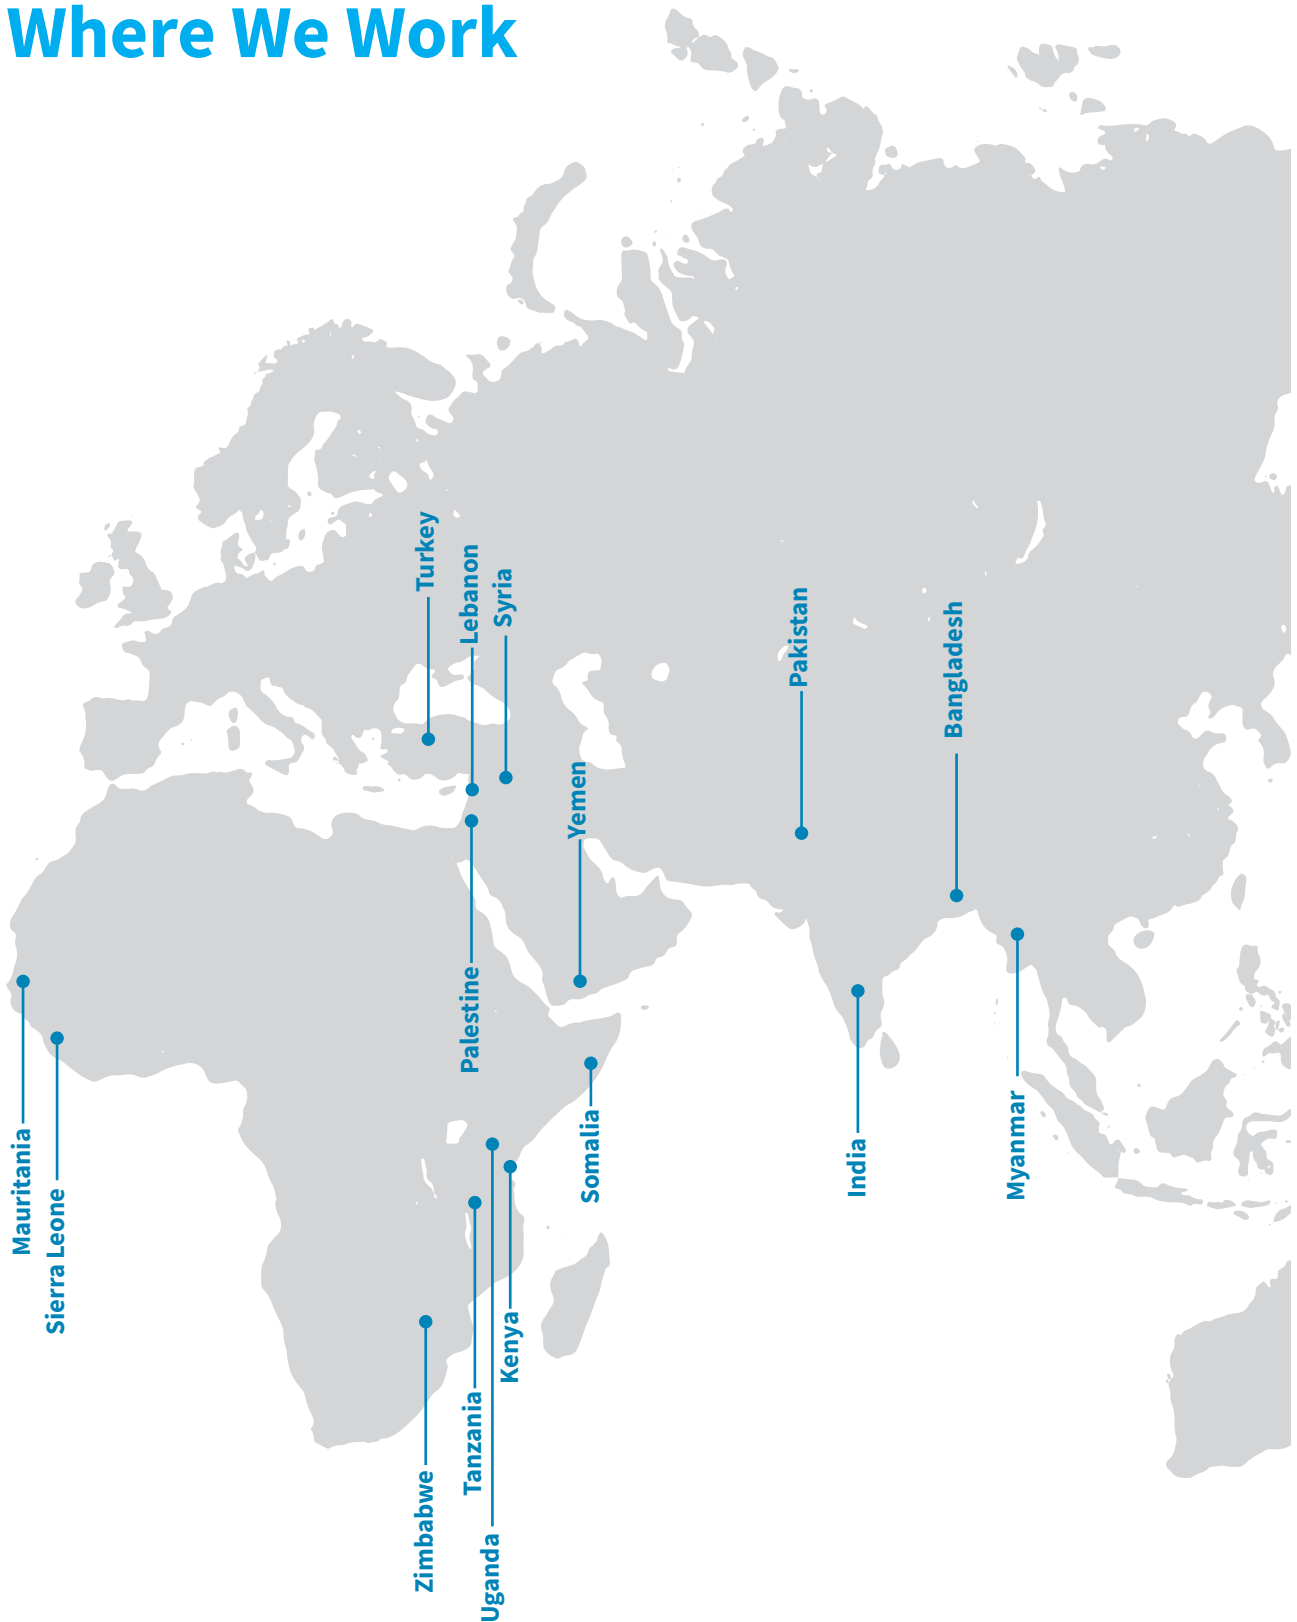 Where We Work
Turkey
Lebanon
Syria
Pakistan
Bangladesh
Yemen
Palestine
Mauritania
Sierra Leone
Somalia
India
Myanmar
Kenya
Tanzania
Zimbabwe
Uganda